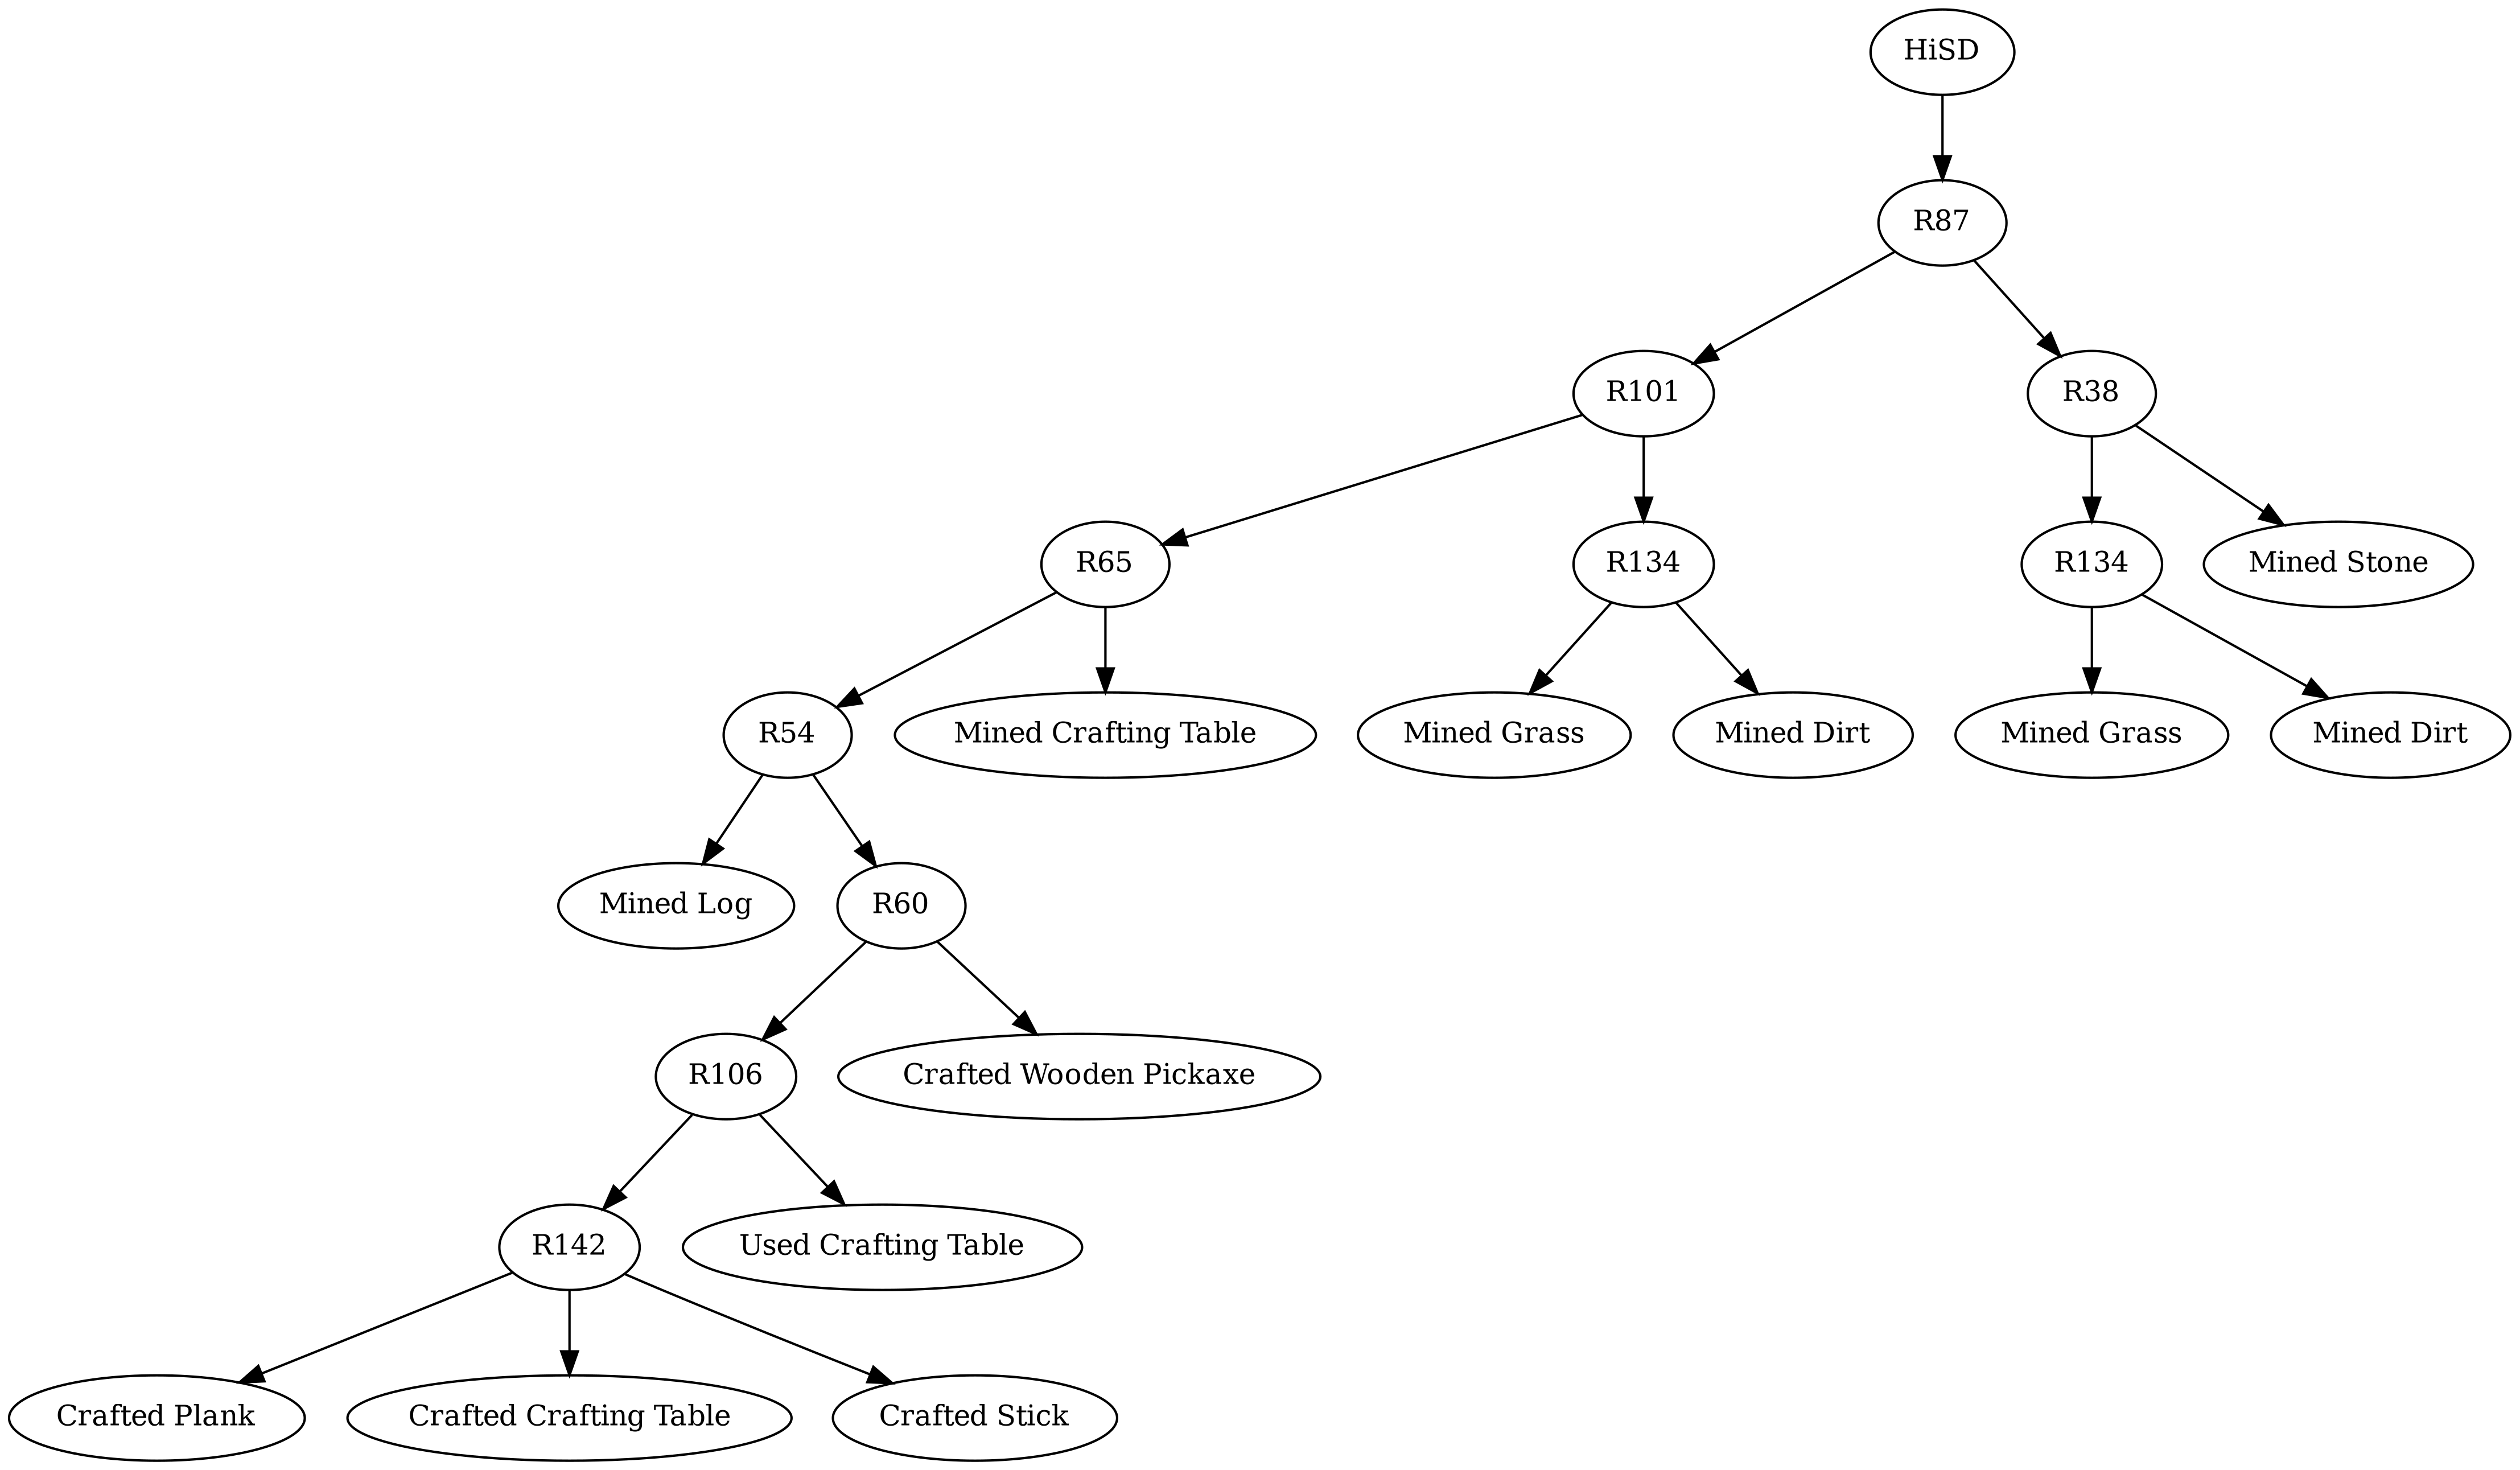 HiSD
R87
R101
R38
R65
R134
R134
Mined Stone
R54
Mined Crafting Table
Mined Grass
Mined Dirt
Mined Grass
Mined Dirt
Mined Log
R60
R106
Crafted Wooden Pickaxe
R142
Used Crafting Table
Crafted Plank
Crafted Crafting Table
Crafted Stick